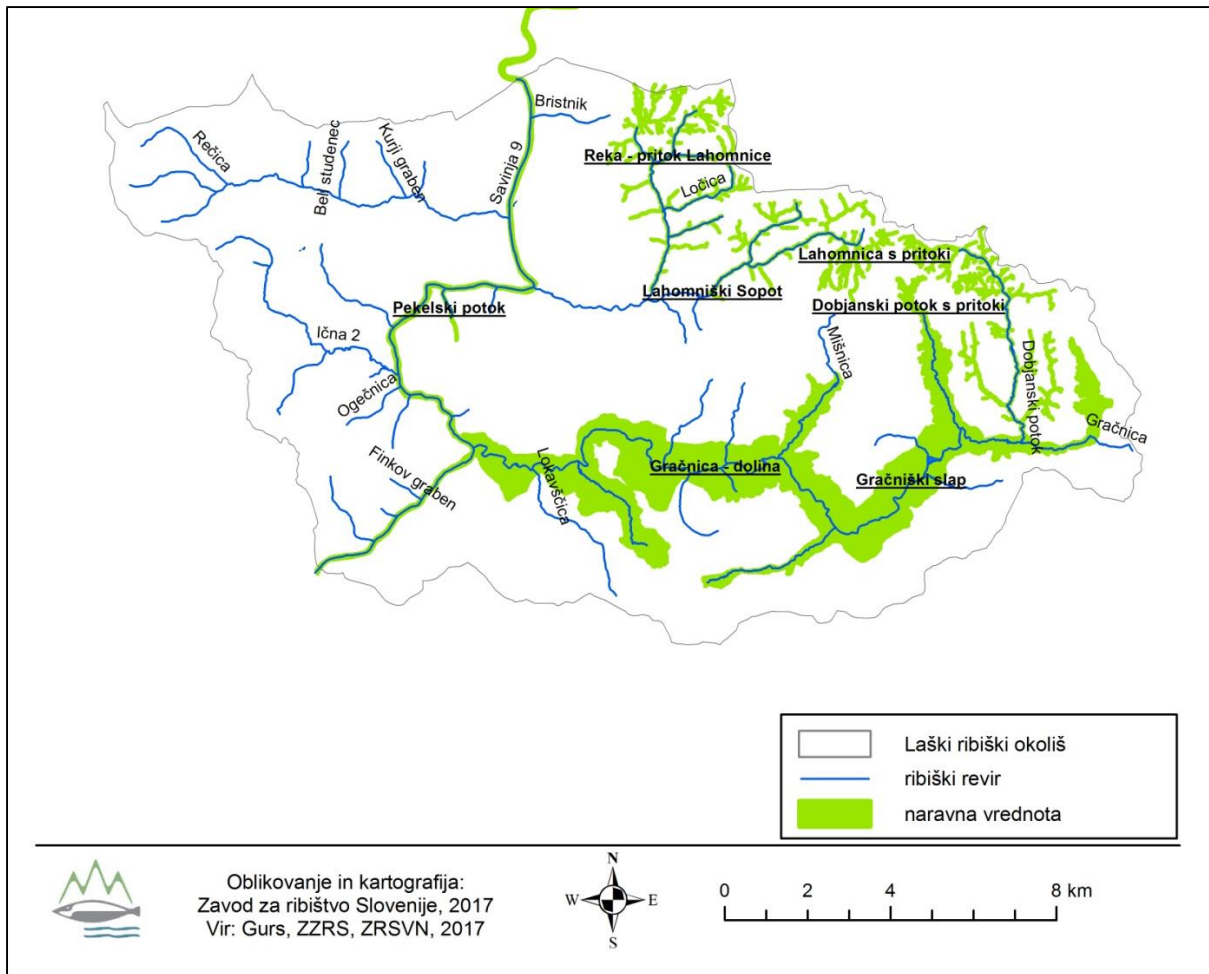 Bristnik
Rečica
Beli studenec
Kurji graben
Savinja 9
Reka - pritok Lahomnice
Ločica
Lahomnica s pritoki
Lahomniški Sopot
Pekelski potok
Dobjanski potok s pritoki
Mišnica
Ična 2
Ogečnica
Dobjanski potok
Gračnica
Finkov graben
Lokavščica
Gračnica - dolina
Gračniški slap
Laški ribiški okoliš
ribiški revir
naravna vrednota
Oblikovanje in kartografija:
Zavod za ribištvo Slovenije, 2017
Vir: Gurs, ZZRS, ZRSVN, 2017
N
W E
S
0 2 4 8 km